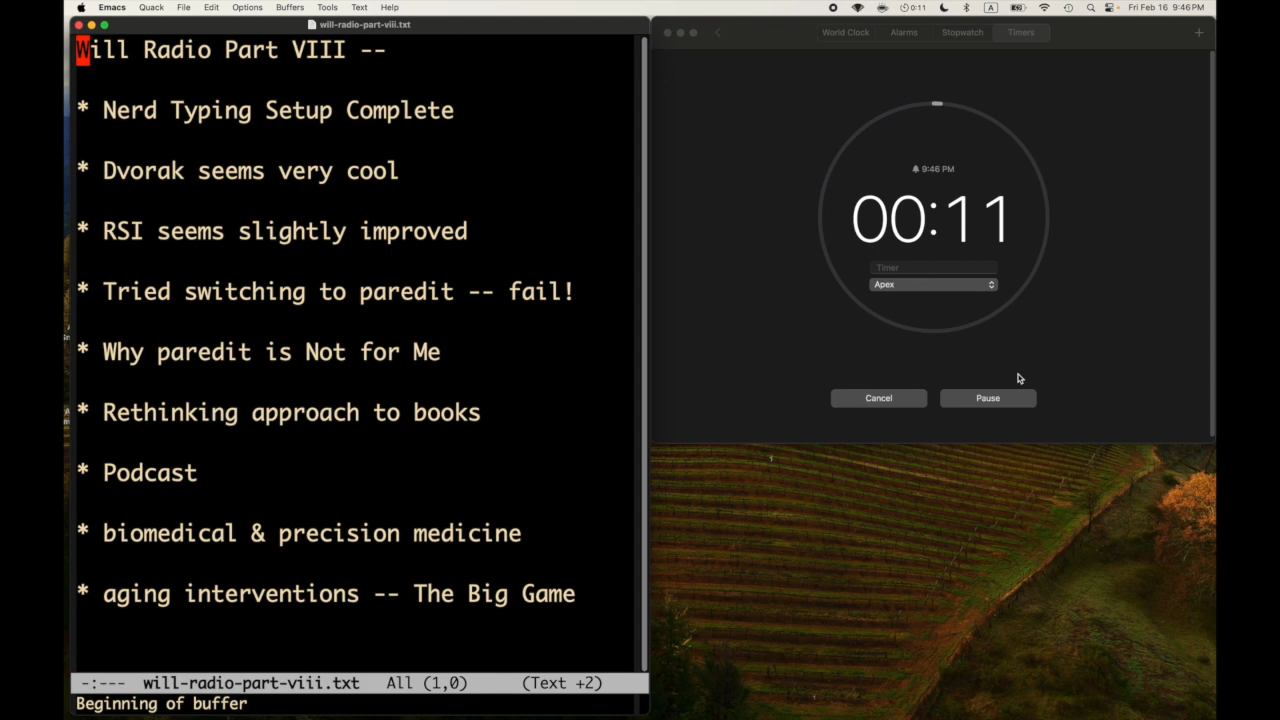 Emacs Quack File Edit Options Buffers Tools Text Help
0:11 A Fri Feb 16 9:46 PM
will-radio-part-viii.txt
Will Radio Part VIII --
* Nerd Typing Setup Complete
* Dvorak seems very cool
* RSI seems slightly improved
* Tried switching to paredit -- fail!
* Why paredit is Not for Me
* Rethinking approach to books
* Podcast
* biomedical & precision medicine
* aging interventions -- The Big Game
-:--- will-radio-part-viii.txt All (1,0) (Text +2)
Beginning of buffer
World Clock Alarms Stopwatch Timers
9:46 PM
00:11
Timer
Apex
Cancel Pause